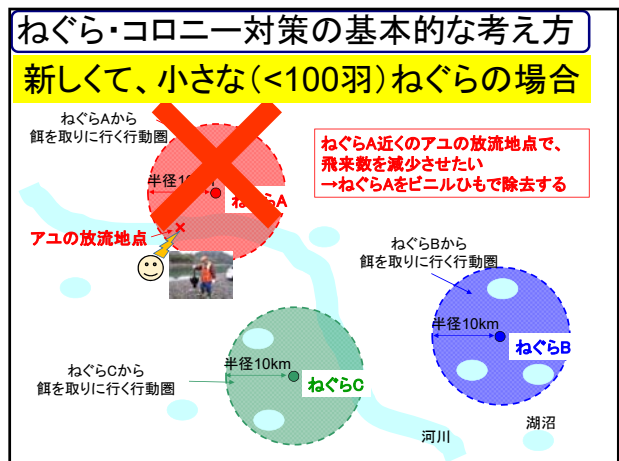 ねぐら・コロニー対策の基本的な考え方
新しくて、小さな(<100羽)ねぐらの場合
ねぐらAから
餌を取りに行く行動圏
ねぐらA近くのアユの放流地点で、
飛来数を減少させたい
→ねぐらAをビニルひもで除去する
半径10
ねぐらA
アユの放流地点
ねぐらBから
餌を取りに行く行動圏
半径10km
ねぐらB
ねぐらCから
餌を取りに行く行動圏
半径10km
ねぐらC
河川
湖沼